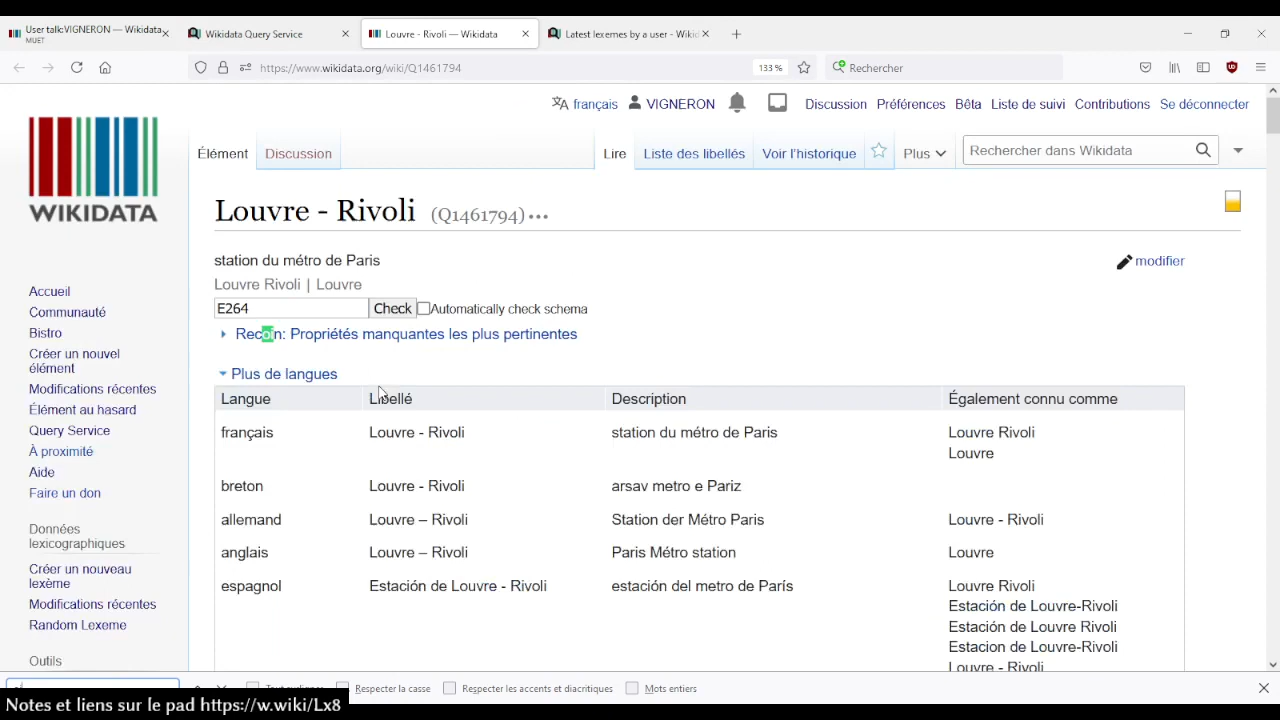 User talk:VIGNERON — Wikidata
MUET
Wikidata Query Service
Louvre - Rivoli — Wikidata
Latest lexemes by a user - Wikid
https://www.wikidata.org/wiki/Q1461794
133 %
Rechercher
français
VIGNERON
Discussion
Préférences
Bêta
Liste de suivi
Contributions
Se déconnecter
Élément
Discussion
Lire
Liste des libellés
Voir l'historique
Plus
Rechercher dans Wikidata
WIKIDATA
Louvre - Rivoli (Q1461794)
station du métro de Paris
modifier
Louvre Rivoli | Louvre
E264 Check Automatically check schema
Recoin: Propriétés manquantes les plus pertinentes
Plus de langues
Langue Libellé Description Également connu comme
français Louvre - Rivoli station du métro de Paris Louvre Rivoli
Louvre
breton Louvre - Rivoli arsav metro e Pariz
allemand Louvre – Rivoli Station der Métro Paris Louvre - Rivoli
anglais Louvre – Rivoli Paris Métro station Louvre
espagnol Estación de Louvre - Rivoli estación del metro de París Louvre Rivoli
Estación de Louvre-Rivoli
Estación de Louvre Rivoli
Estacion de Louvre-Rivoli
Louvre - Rivoli
Accueil
Communauté
Bistro
Créer un nouvel
élément
Modifications récentes
Élément au hasard
Query Service
À proximité
Aide
Faire un don
Données
lexicographiques
Créer un nouveau
lexème
Modifications récentes
Random Lexeme
Outils
Respecter la casse
Respecter les accents et diacritiques
Mots entiers
Notes et liens sur le pad https://w.wiki/Lx8